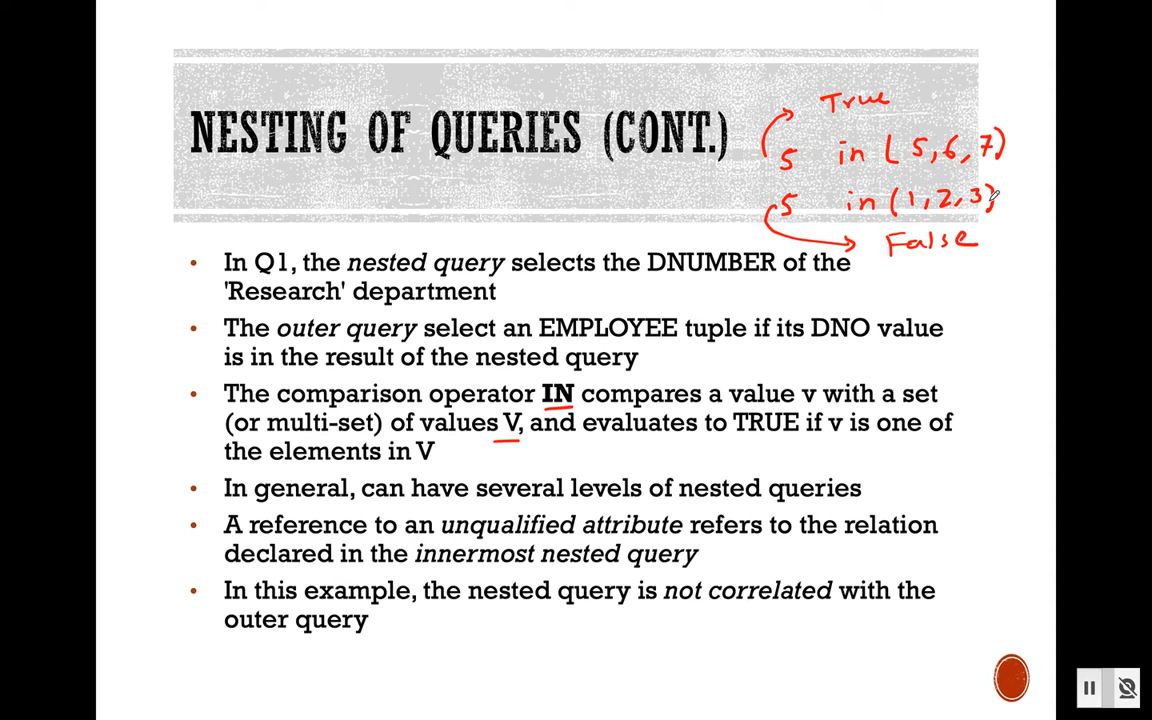 NESTING OF QUERIES (CONT.)
True
5 in ( 5, 6, 7)
5 in (1, 2, 3)
False
• In Q1, the nested query selects the DNUMBER of the
'Research' department
• The outer query select an EMPLOYEE tuple if its DNO value
is in the result of the nested query
• The comparison operator IN compares a value v with a set
(or multi-set) of values V, and evaluates to TRUE if v is one of
the elements in V
• In general, can have several levels of nested queries
• A reference to an unqualified attribute refers to the relation
declared in the innermost nested query
• In this example, the nested query is not correlated with the
outer query